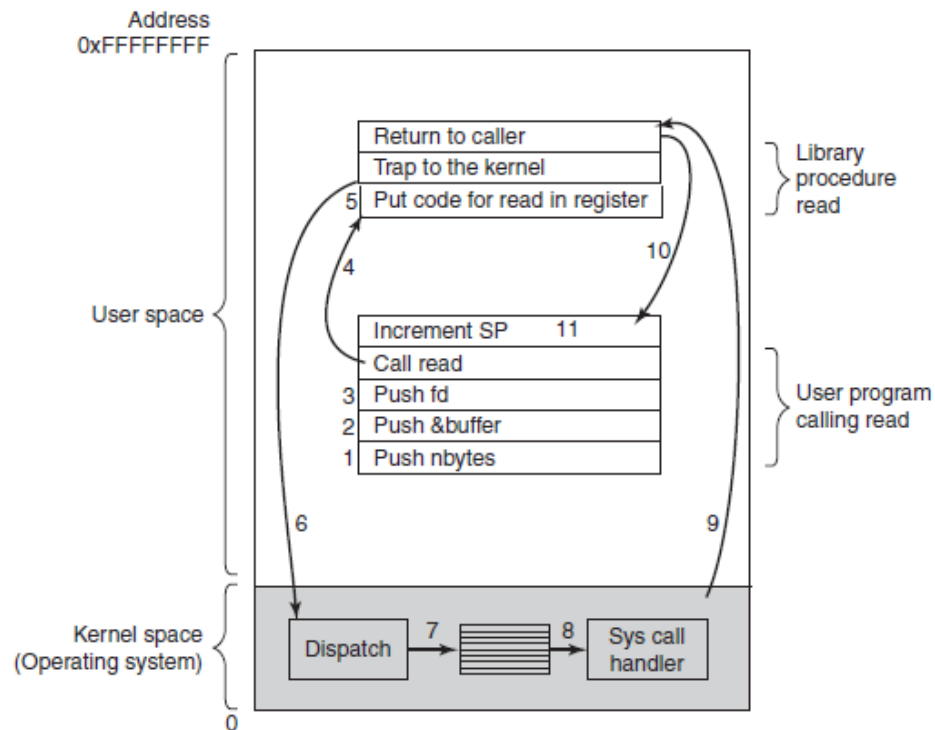 Address
0xFFFFFFFF
Return to caller
Trap to the kernel
5 Put code for read in register
Library
procedure
read
4
10
User space
Increment SP 11
Call read
3 Push fd
2 Push &buffer
1 Push nbytes
User program
calling read
6
9
Kernel space
(Operating system)
Dispatch
7
8
Sys call
handler
0